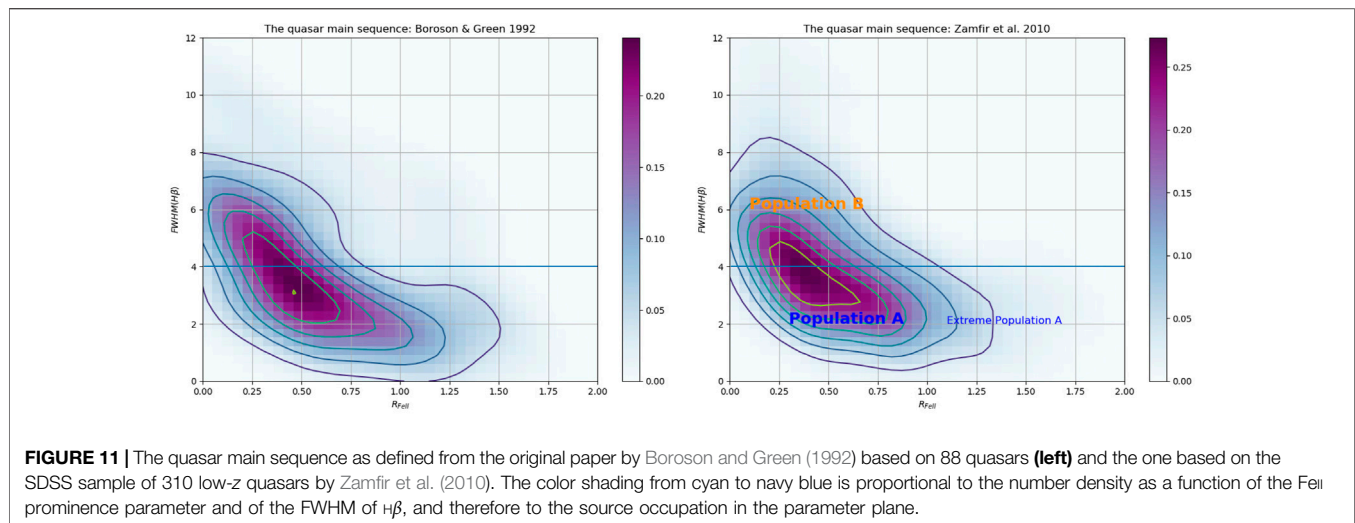 The quasar main sequence: Boroson & Green 1992
12
10
8
6
4
2
0
FWHM(Hβ)
0.00 0.25 0.50 0.75 1.00 1.25 1.50 1.75 2.00
R_FeII
0.20
0.15
0.10
0.05
0.00
The quasar main sequence: Zamfir et al. 2010
12
10
8
6
4
2
0
FWHM(Hβ)
Population B
Population A
Extreme Population A
0.00 0.25 0.50 0.75 1.00 1.25 1.50 1.75 2.00
R_FeII
0.25
0.20
0.15
0.10
0.05
0.00
FIGURE 11 | The quasar main sequence as defined from the original paper by Boroson and Green (1992) based on 88 quasars (left) and the one based on the
SDSS sample of 310 low-z quasars by Zamfir et al. (2010). The color shading from cyan to navy blue is proportional to the number density as a function of the FeII
prominence parameter and of the FWHM of Hβ, and therefore to the source occupation in the parameter plane.